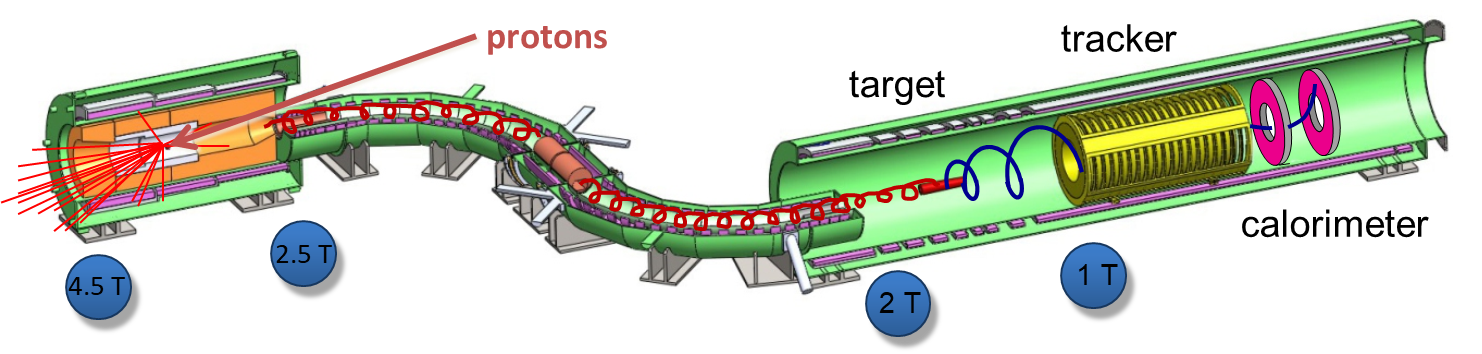 protons
tracker
target
calorimeter
4.5 T
2.5 T
2 T
1 T